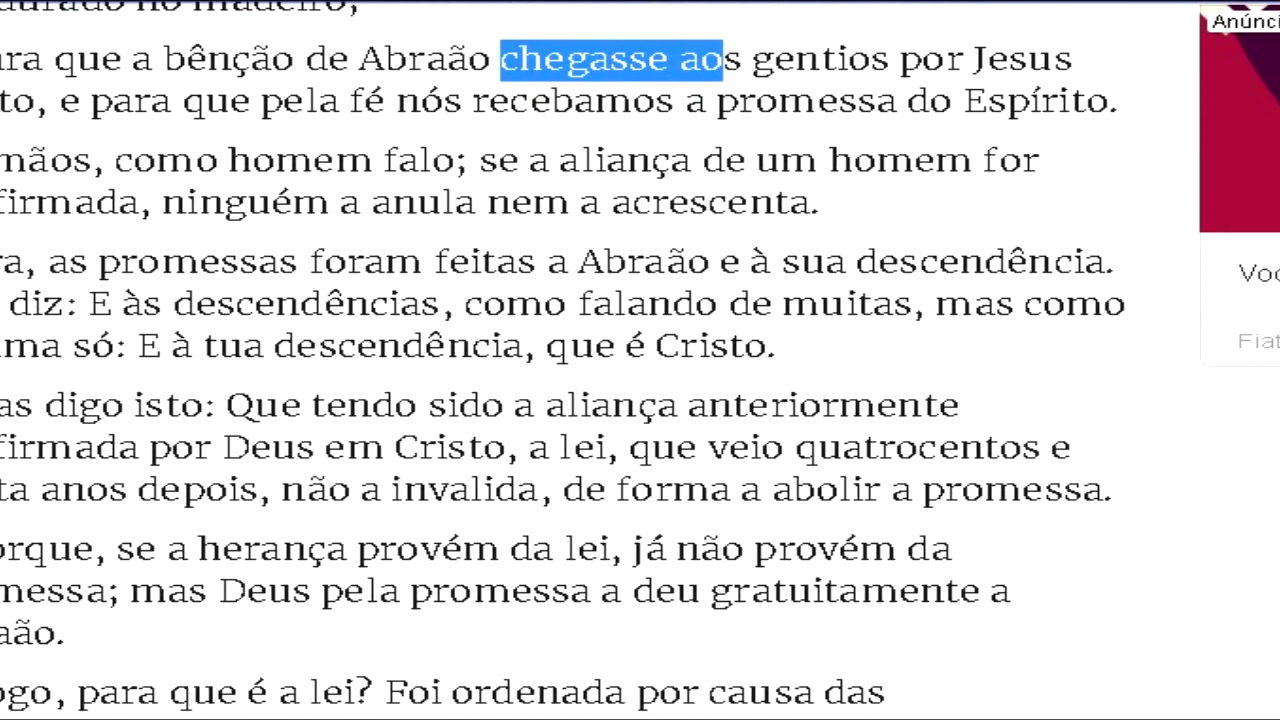 durado no madeiro,
ra que a bênção de Abraão chegasse aos gentios por Jesus
to, e para que pela fé nós recebamos a promessa do Espírito.
mãos, como homem falo; se a aliança de um homem for
firmada, ninguém a anula nem a acrescenta.
ra, as promessas foram feitas a Abraão e à sua descendência.
diz: E às descendências, como falando de muitas, mas como
ma só: E à tua descendência, que é Cristo.
as digo isto: Que tendo sido a aliança anteriormente
firmada por Deus em Cristo, a lei, que veio quatrocentos e
ta anos depois, não a invalida, de forma a abolir a promessa.
orque, se a herança provém da lei, já não provém da
messa; mas Deus pela promessa a deu gratuitamente a
aão.
ogo, para que é a lei? Foi ordenada por causa das
Anúnci
Voc
Fiat